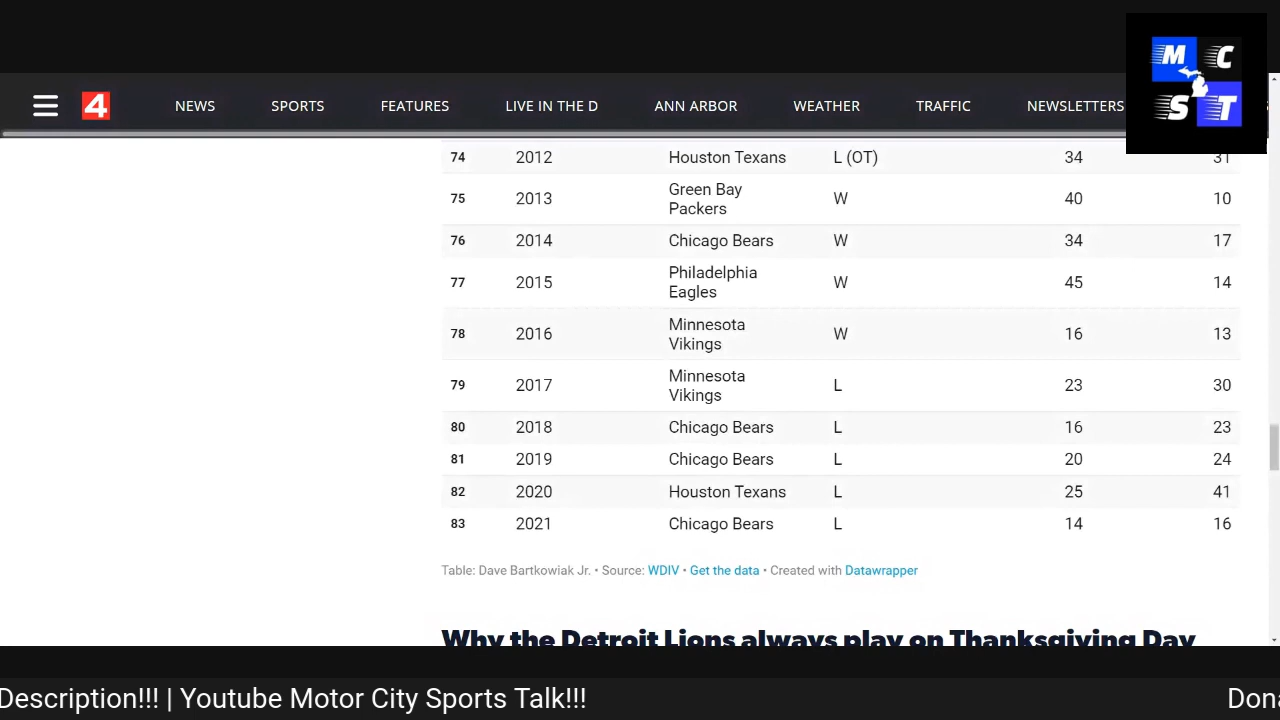 M C
S T
4 NEWS SPORTS FEATURES LIVE IN THE D ANN ARBOR WEATHER TRAFFIC NEWSLETTERS
74 2012 Houston Texans L (OT) 34 31
75 2013 Green Bay Packers W 40 10
76 2014 Chicago Bears W 34 17
77 2015 Philadelphia Eagles W 45 14
78 2016 Minnesota Vikings W 16 13
79 2017 Minnesota Vikings L 23 30
80 2018 Chicago Bears L 16 23
81 2019 Chicago Bears L 20 24
82 2020 Houston Texans L 25 41
83 2021 Chicago Bears L 14 16
Table: Dave Bartkowiak Jr. • Source: WDIV • Get the data • Created with Datawrapper
Why the Detroit Lions always play on Thanksgiving Day
Description!!! | Youtube Motor City Sports Talk!!! Dona